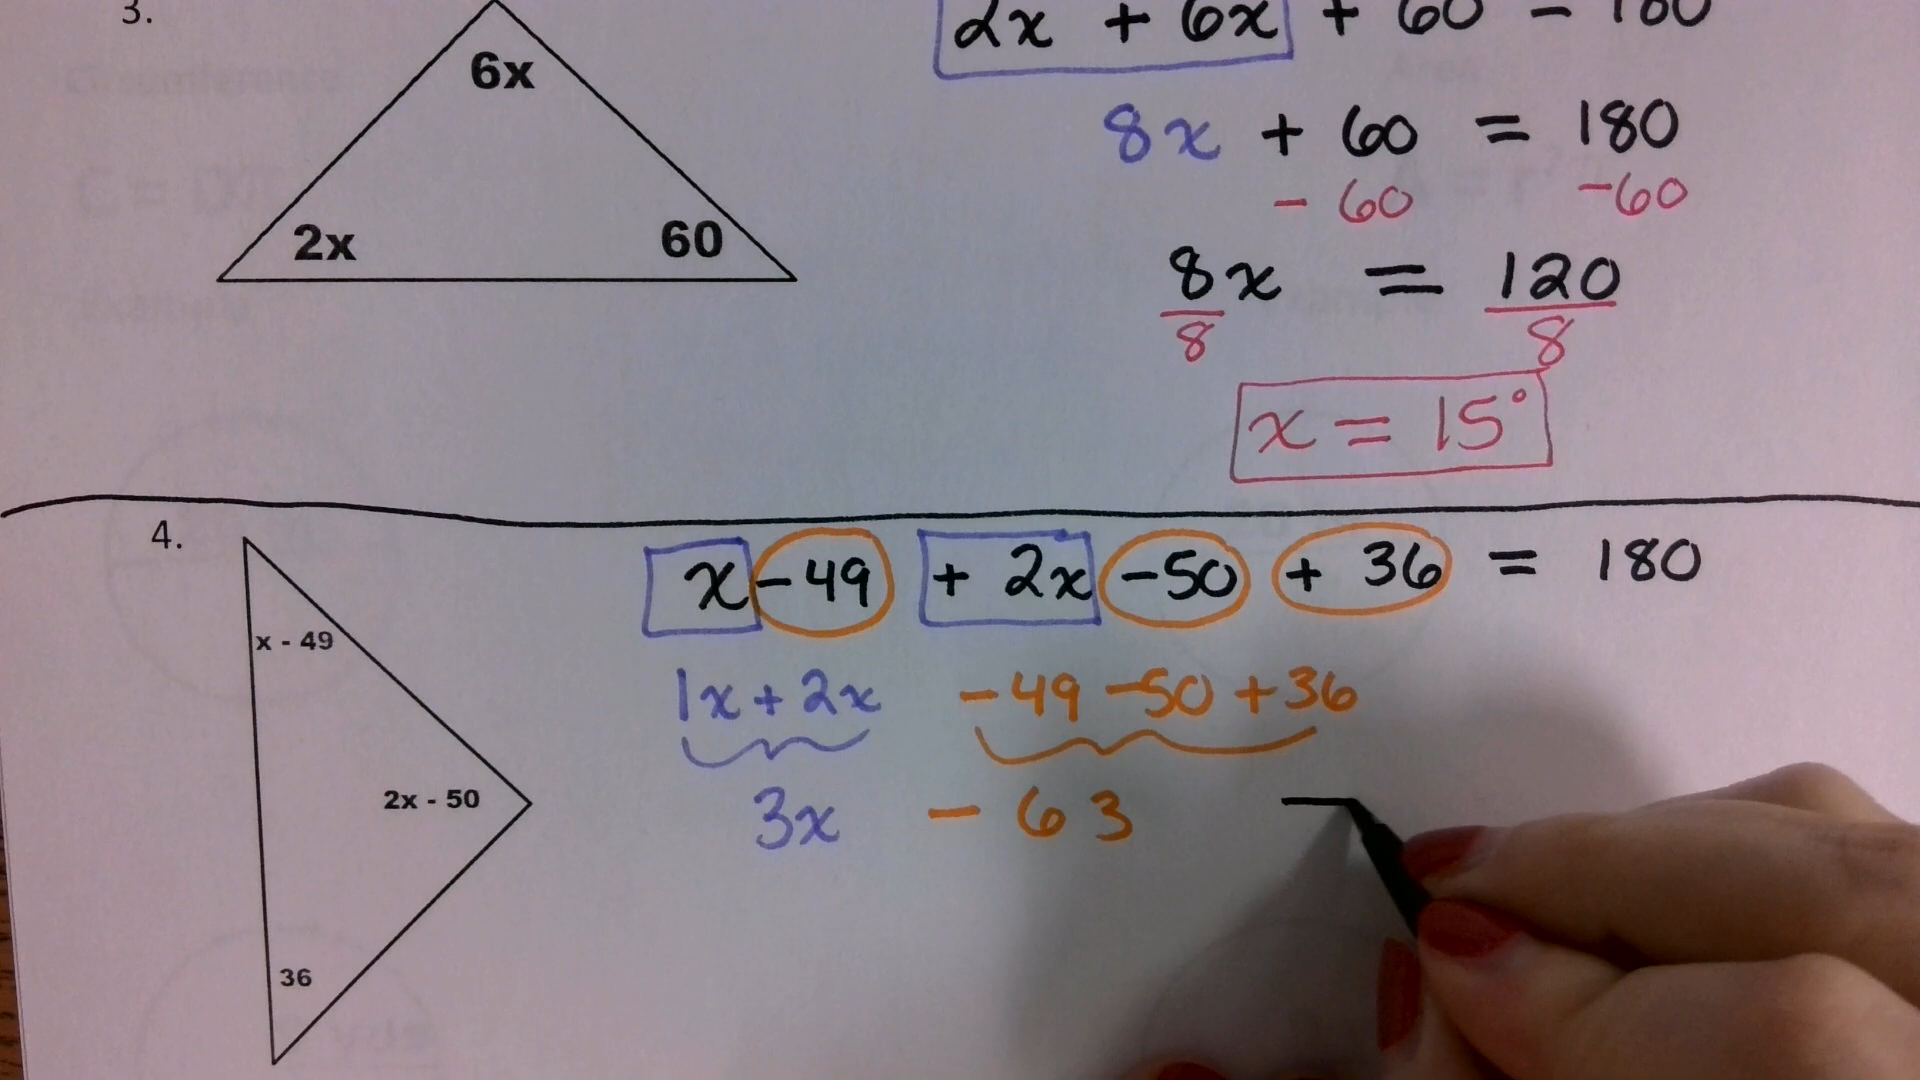 3.
6x
2x
60
2x + 6x + 60 = 180
8x + 60 = 180
- 60 -60
8x = 120
8 8
x = 15°
4.
x - 49
2x - 50
36
x -49 + 2x -50 + 36 = 180
1x + 2x -49 -50 +36
3x - 63